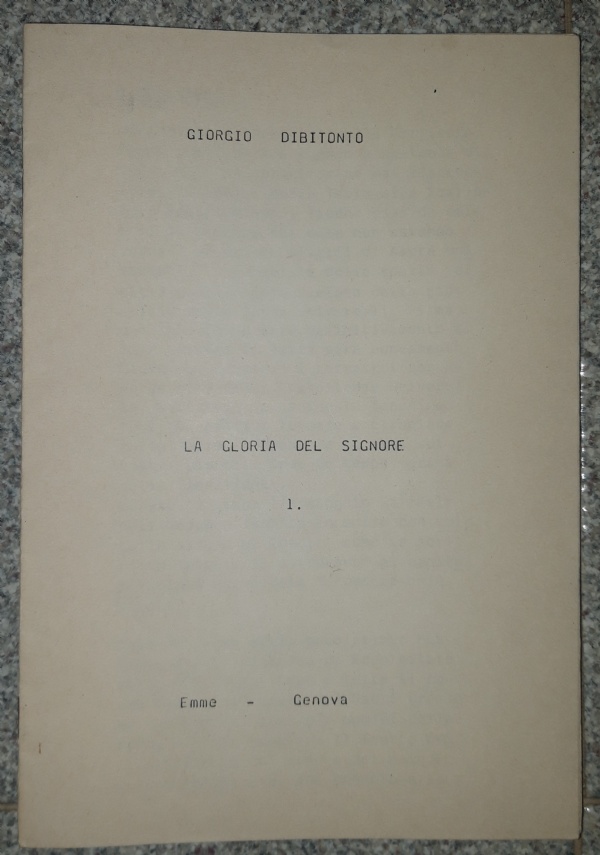 GIORGIO DIBITONTO
LA GLORIA DEL SIGNORE
1.
Emme - Genova